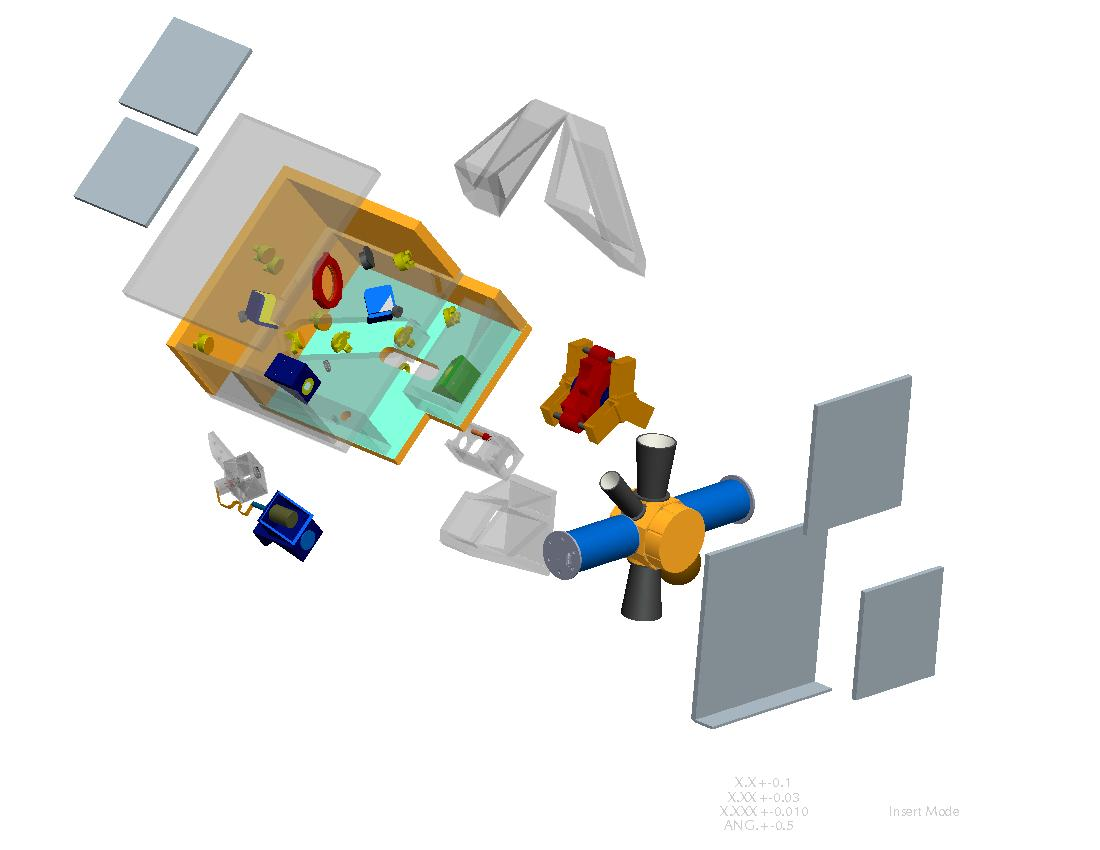 X.X +-0.1
X.XX +-0.03
X.XXX +-0.010
ANG. +-0.5
Insert Mode